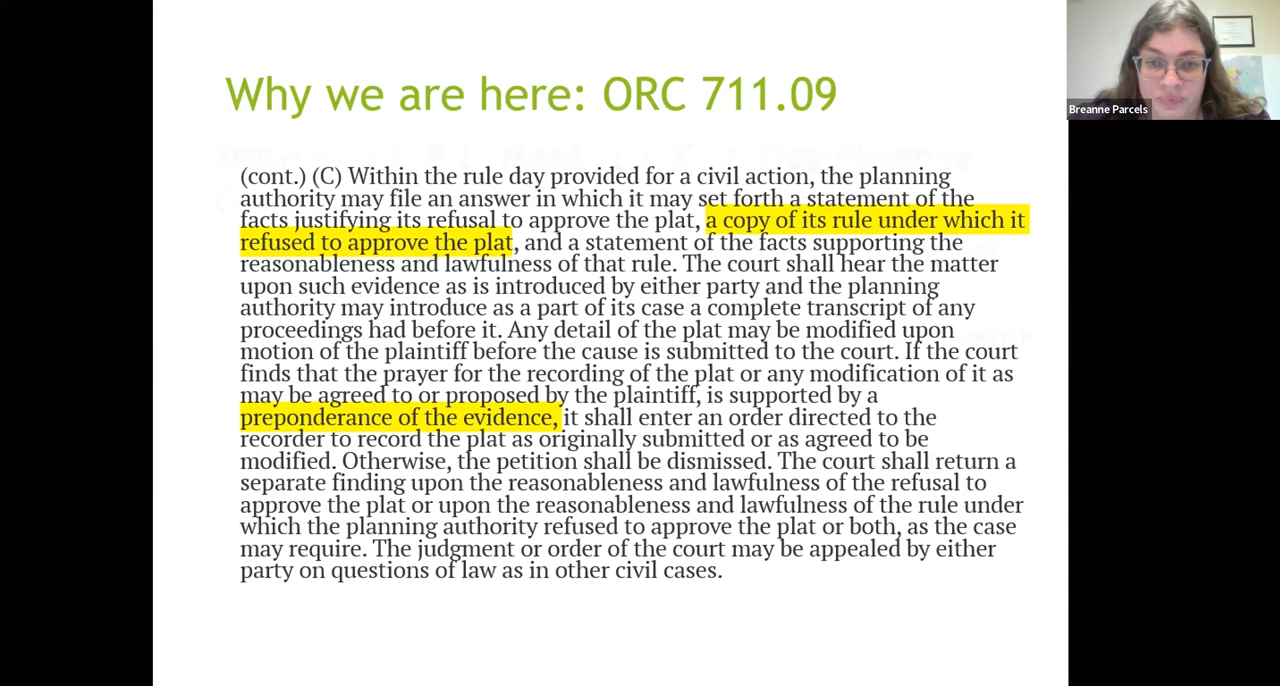 Why we are here: ORC 711.09
Breanne Parcels
(cont.) (C) Within the rule day provided for a civil action, the planning
authority may file an answer in which it may set forth a statement of the
facts justifying its refusal to approve the plat, a copy of its rule under which it
refused to approve the plat, and a statement of the facts supporting the
reasonableness and lawfulness of that rule. The court shall hear the matter
upon such evidence as is introduced by either party and the planning
authority may introduce as a part of its case a complete transcript of any
proceedings had before it. Any detail of the plat may be modified upon
motion of the plaintiff before the cause is submitted to the court. If the court
finds that the prayer for the recording of the plat or any modification of it as
may be agreed to or proposed by the plaintiff, is supported by a
preponderance of the evidence, it shall enter an order directed to the
recorder to record the plat as originally submitted or as agreed to be
modified. Otherwise, the petition shall be dismissed. The court shall return a
separate finding upon the reasonableness and lawfulness of the refusal to
approve the plat or upon the reasonableness and lawfulness of the rule under
which the planning authority refused to approve the plat or both, as the case
may require. The judgment or order of the court may be appealed by either
party on questions of law as in other civil cases.